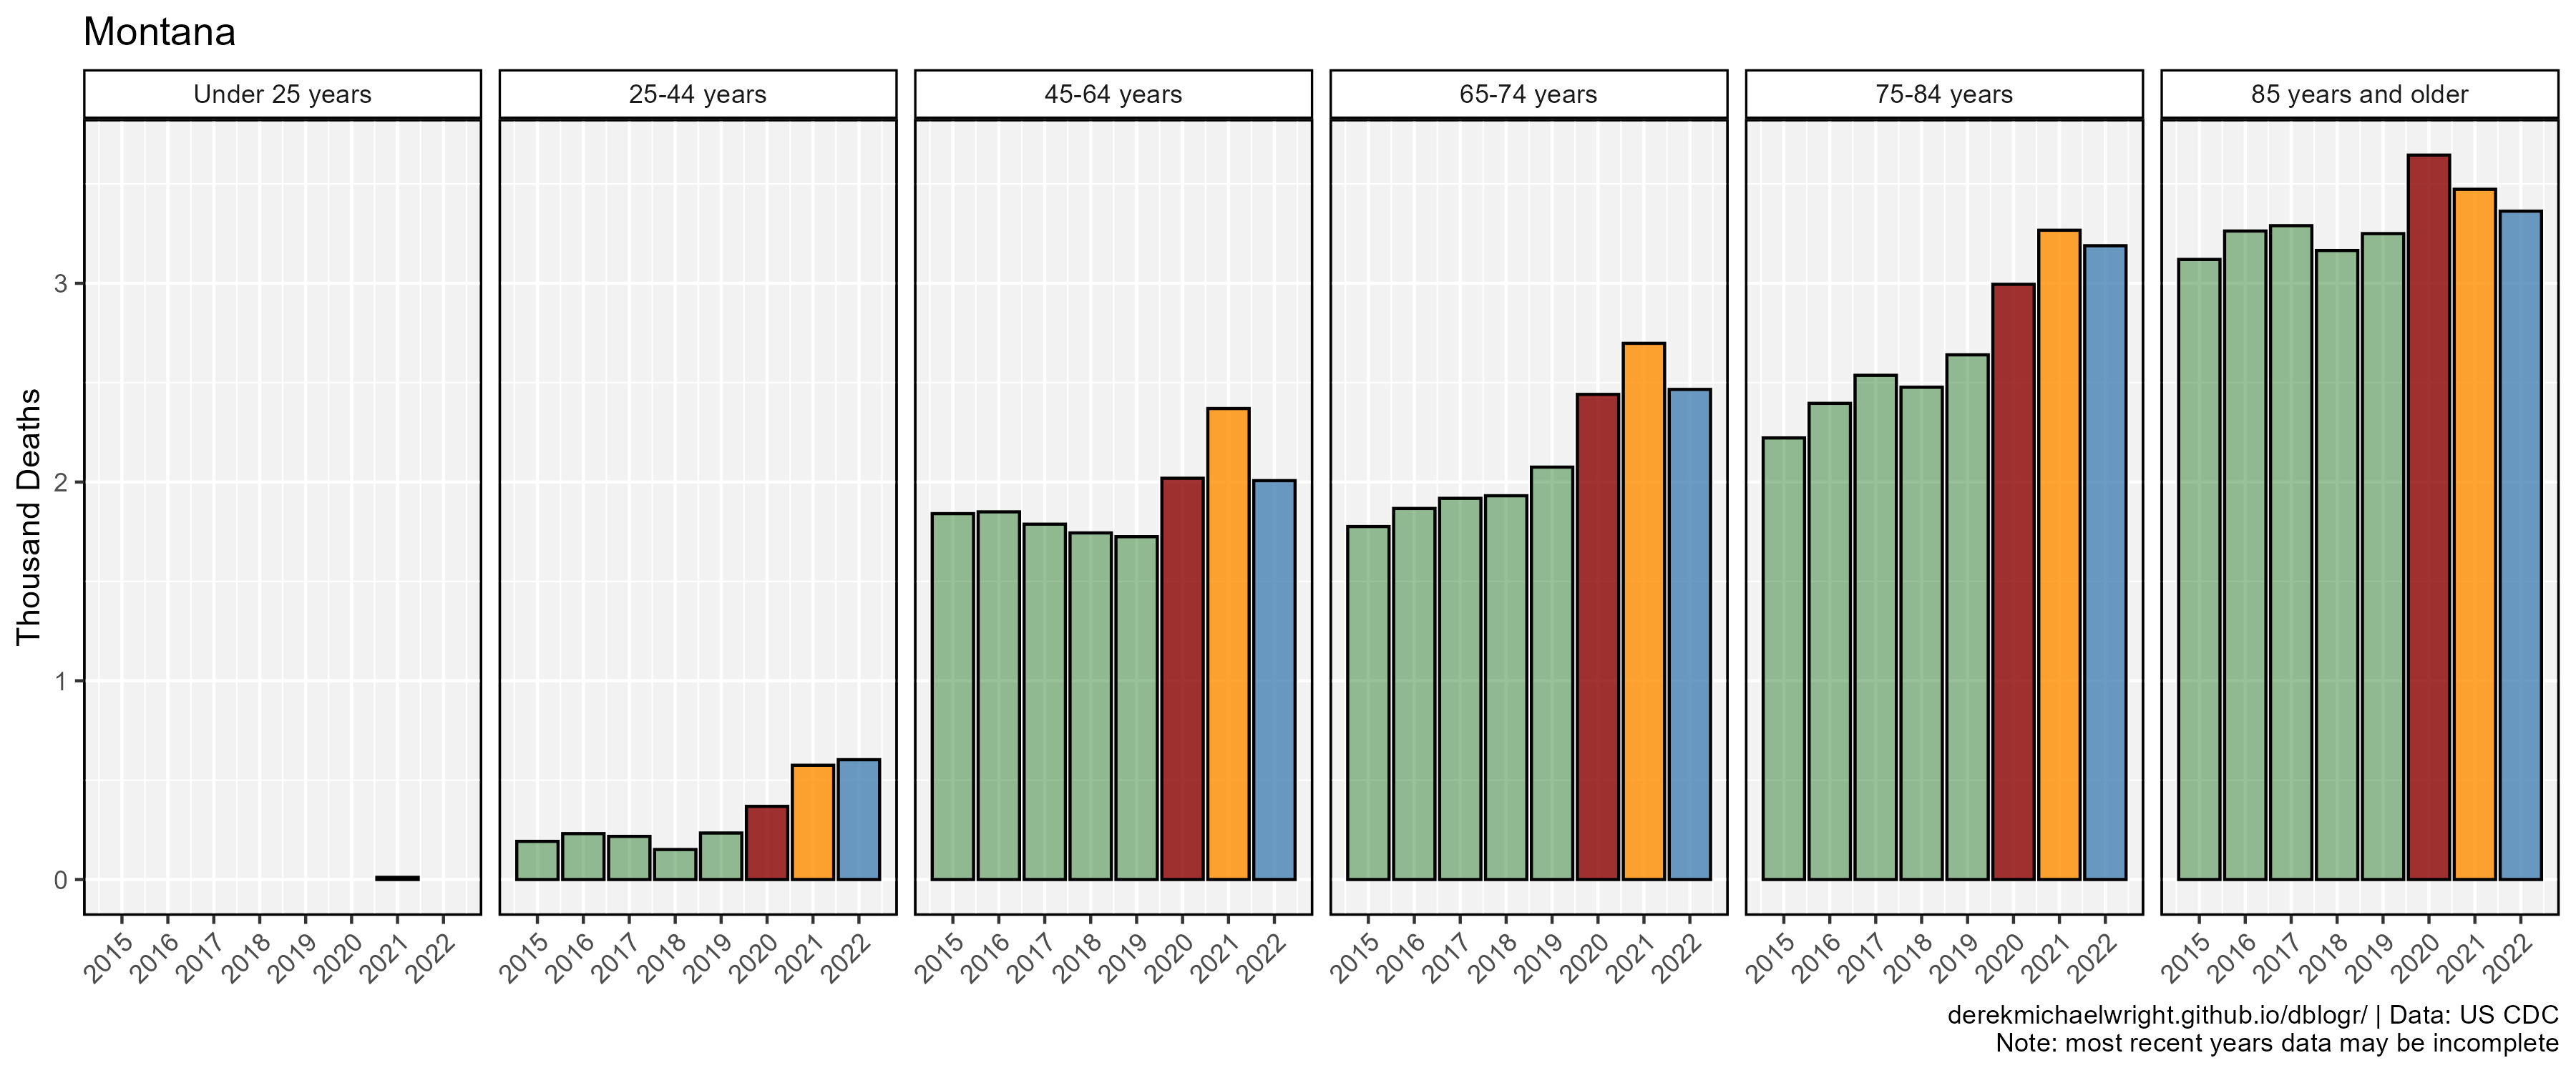 Montana
Under 25 years
25-44 years
45-64 years
65-74 years
75-84 years
85 years and older
Thousand Deaths
3
2
1
0
2015 2016 2017 2018 2019 2020 2021 2022
2015 2016 2017 2018 2019 2020 2021 2022
2015 2016 2017 2018 2019 2020 2021 2022
2015 2016 2017 2018 2019 2020 2021 2022
2015 2016 2017 2018 2019 2020 2021 2022
2015 2016 2017 2018 2019 2020 2021 2022
derekmichaelwright.github.io/dblogr/ | Data: US CDC
Note: most recent years data may be incomplete